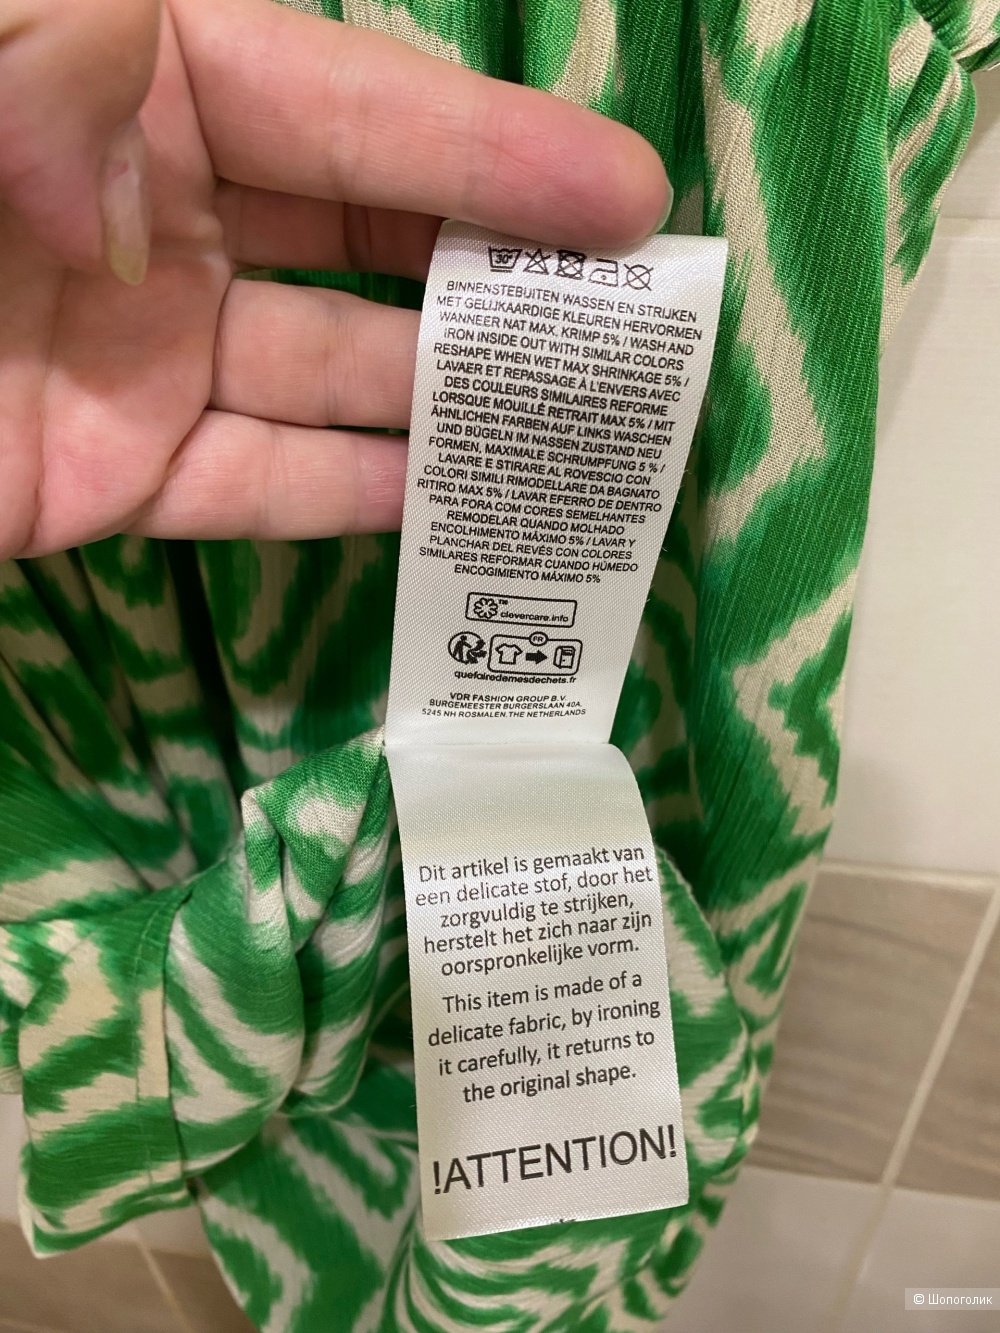 30°
BINNENSTEBUITEN WASSEN EN STRIJKEN
MET GELIJKAARDIGE KLEUREN HERVORMEN
WANNEER NAT MAX. KRIMP 5% / WASH AND
IRON INSIDE OUT WITH SIMILAR COLORS
RESHAPE WHEN WET MAX SHRINKAGE 5% /
LAVAER ET REPASSAGE À L'ENVERS AVEC
DES COULEURS SIMILAIRES REFORME
LORSQUE MOUILLÉ RETRAIT MAX 5% / MIT
ÄHNLICHEN FARBEN AUF LINKS WASCHEN
UND BÜGELN IM NASSEN ZUSTAND NEU
FORMEN, MAXIMALE SCHRUMPFUNG 5 % /
LAVARE E STIRARE AL ROVESCIO CON
COLORI SIMILI RIMODELLARE DA BAGNATO
RITIRO MAX 5% / LAVAR EFERRO DE DENTRO
PARA FORA COM CORES SEMELHANTES
REMODELAR QUANDO MOLHADO
ENCOLHIMENTO MÁXIMO 5% / LAVAR Y
PLANCHAR DEL REVÉS CON COLORES
SIMILARES REFORMAR CUANDO HÚMEDO
ENCOGIMIENTO MÁXIMO 5%
TM
clevercare.info
FR
quefairedemesdechets.fr
VDR FASHION GROUP B.V.
BURGEMEESTER BURGERSLAAN 40A,
5245 NH ROSMALEN, THE NETHERLANDS
Dit artikel is gemaakt van
een delicate stof, door het
zorgvuldig te strijken,
herstelt het zich naar zijn
oorspronkelijke vorm.
This item is made of a
delicate fabric, by ironing
it carefully, it returns to
the original shape.
!ATTENTION!
© Шопоголик